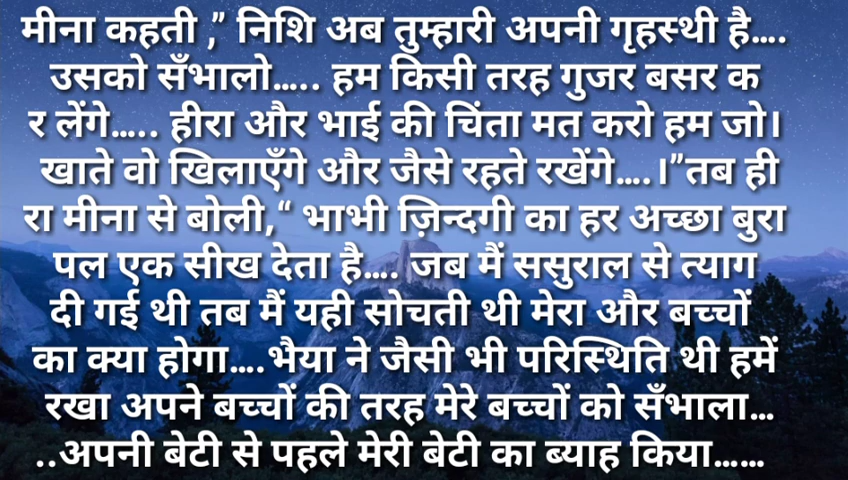 मीना कहती ,” निशि अब तुम्हारी अपनी गृहस्थी है….
उसको सँभालो….. हम किसी तरह गुजर बसर क
र लेंगे….. हीरा और भाई की चिंता मत करो हम जो।
खाते वो खिलाएँगे और जैसे रहते रखेंगे….।”तब ही
रा मीना से बोली,“ भाभी ज़िन्दगी का हर अच्छा बुरा
पल एक सीख देता है…. जब मैं ससुराल से त्याग
दी गई थी तब मैं यही सोचती थी मेरा और बच्चों
का क्या होगा….भैया ने जैसी भी परिस्थिति थी हमें
रखा अपने बच्चों की तरह मेरे बच्चों को सँभाला…
..अपनी बेटी से पहले मेरी बेटी का ब्याह किया……